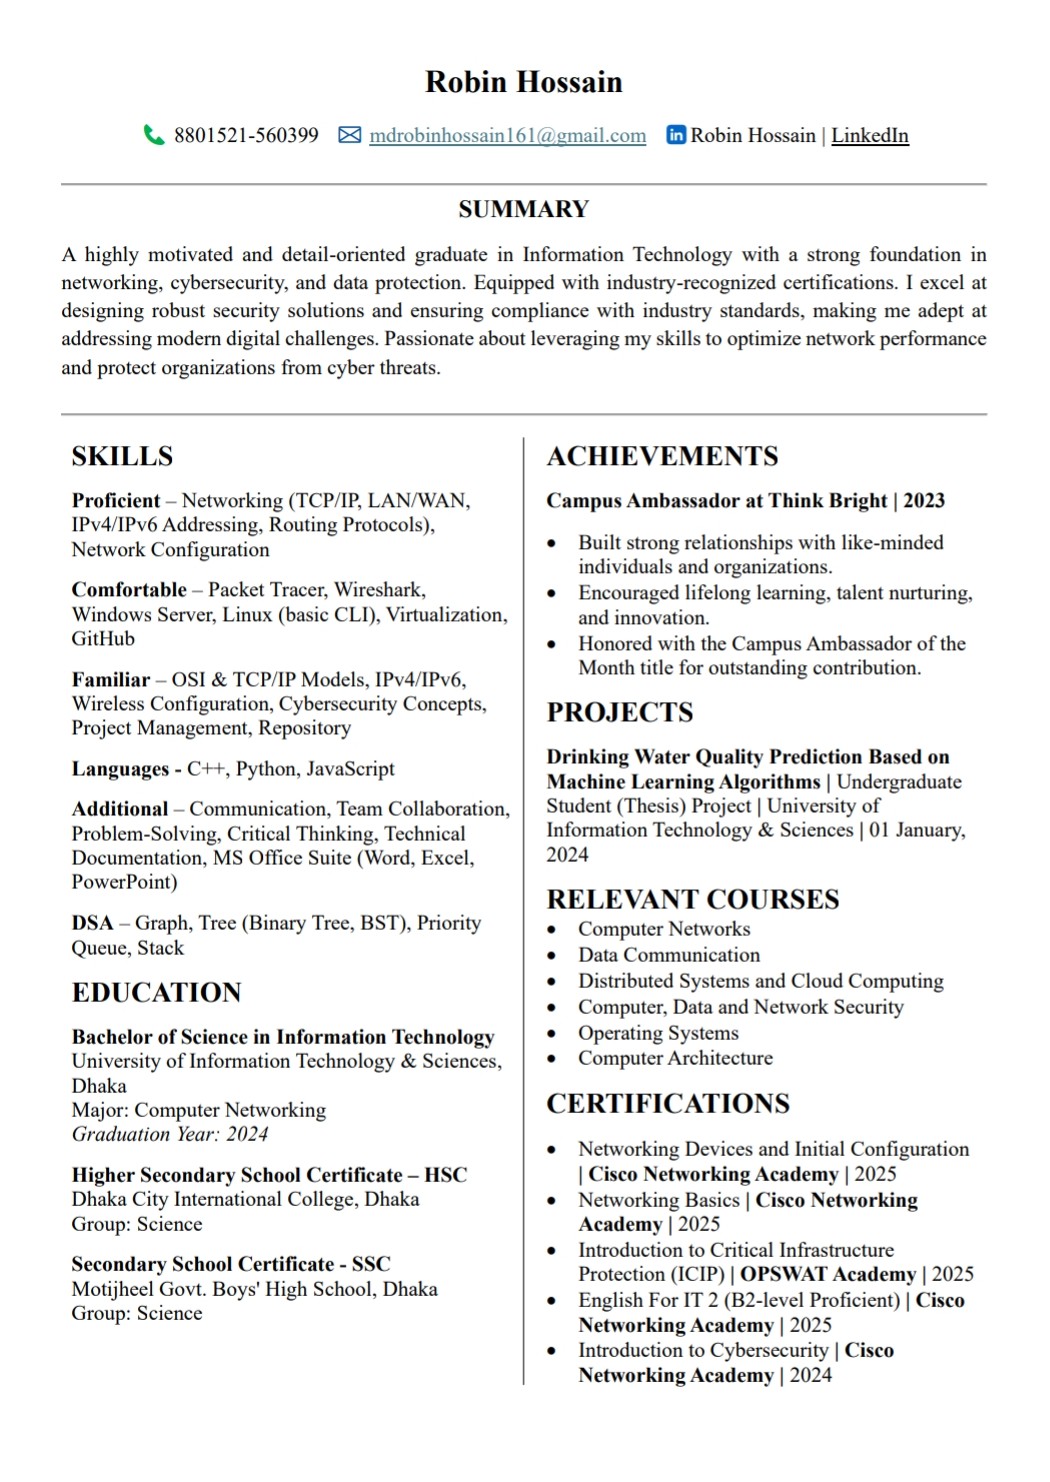 Robin Hossain
8801521-560399 mdrobinhossain161@gmail.com in Robin Hossain | LinkedIn
SUMMARY
A highly motivated and detail-oriented graduate in Information Technology with a strong foundation in
networking, cybersecurity, and data protection. Equipped with industry-recognized certifications. I excel at
designing robust security solutions and ensuring compliance with industry standards, making me adept at
addressing modern digital challenges. Passionate about leveraging my skills to optimize network performance
and protect organizations from cyber threats.
SKILLS
Proficient – Networking (TCP/IP, LAN/WAN,
IPv4/IPv6 Addressing, Routing Protocols),
Network Configuration
Comfortable – Packet Tracer, Wireshark,
Windows Server, Linux (basic CLI), Virtualization,
GitHub
Familiar – OSI & TCP/IP Models, IPv4/IPv6,
Wireless Configuration, Cybersecurity Concepts,
Project Management, Repository
Languages - C++, Python, JavaScript
Additional – Communication, Team Collaboration,
Problem-Solving, Critical Thinking, Technical
Documentation, MS Office Suite (Word, Excel,
PowerPoint)
DSA – Graph, Tree (Binary Tree, BST), Priority
Queue, Stack
EDUCATION
Bachelor of Science in Information Technology
University of Information Technology & Sciences,
Dhaka
Major: Computer Networking
Graduation Year: 2024
Higher Secondary School Certificate – HSC
Dhaka City International College, Dhaka
Group: Science
Secondary School Certificate - SSC
Motijheel Govt. Boys' High School, Dhaka
Group: Science
ACHIEVEMENTS
Campus Ambassador at Think Bright | 2023
• Built strong relationships with like-minded
individuals and organizations.
• Encouraged lifelong learning, talent nurturing,
and innovation.
• Honored with the Campus Ambassador of the
Month title for outstanding contribution.
PROJECTS
Drinking Water Quality Prediction Based on
Machine Learning Algorithms | Undergraduate
Student (Thesis) Project | University of
Information Technology & Sciences | 01 January,
2024
RELEVANT COURSES
• Computer Networks
• Data Communication
• Distributed Systems and Cloud Computing
• Computer, Data and Network Security
• Operating Systems
• Computer Architecture
CERTIFICATIONS
• Networking Devices and Initial Configuration
| Cisco Networking Academy | 2025
• Networking Basics | Cisco Networking
Academy | 2025
• Introduction to Critical Infrastructure
Protection (ICIP) | OPSWAT Academy | 2025
• English For IT 2 (B2-level Proficient) | Cisco
Networking Academy | 2025
• Introduction to Cybersecurity | Cisco
Networking Academy | 2024